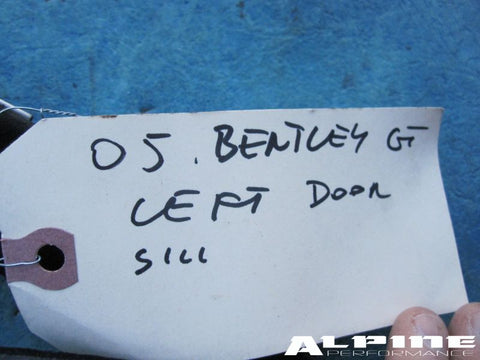 05. BENTLEY GT
LEFT DOOR
SILL
ALPINE
PERFORMANCE